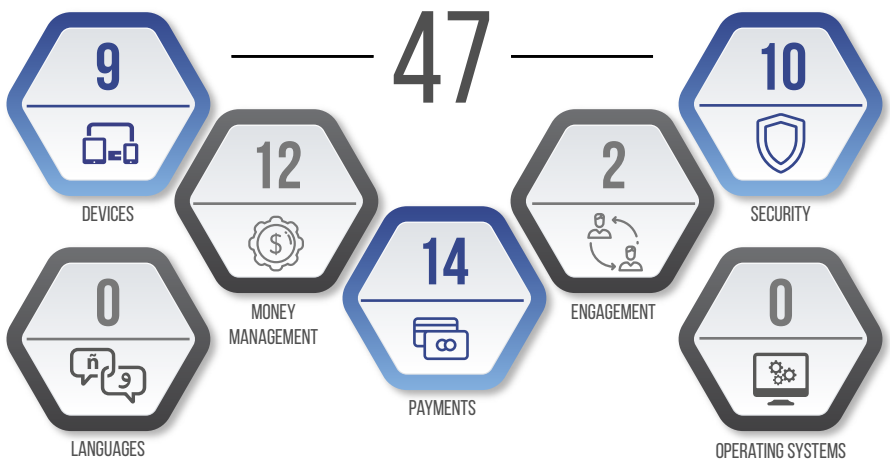 47
9
DEVICES
12
MONEY
MANAGEMENT
14
PAYMENTS
2
ENGAGEMENT
10
SECURITY
0
ñ
و
LANGUAGES
$
0
OPERATING SYSTEMS